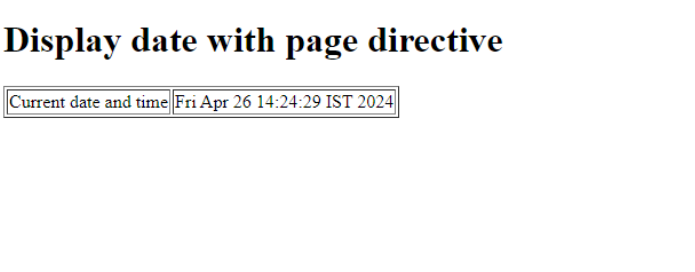 Display date with page directive
Current date and time Fri Apr 26 14:24:29 IST 2024